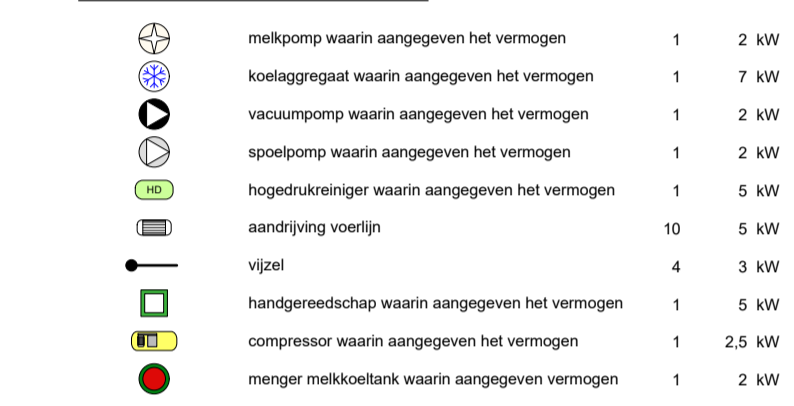 melkpomp waarin aangegeven het vermogen 1 2 kW
koelaggregaat waarin aangegeven het vermogen 1 7 kW
vacuumpomp waarin aangegeven het vermogen 1 2 kW
spoelpomp waarin aangegeven het vermogen 1 2 kW
HD hogedrukreiniger waarin aangegeven het vermogen 1 5 kW
aandrijving voerlijn 10 5 kW
vijzel 4 3 kW
handgereedschap waarin aangegeven het vermogen 1 5 kW
compressor waarin aangegeven het vermogen 1 2,5 kW
menger melkkoeltank waarin aangegeven vermogen 1 2 kW